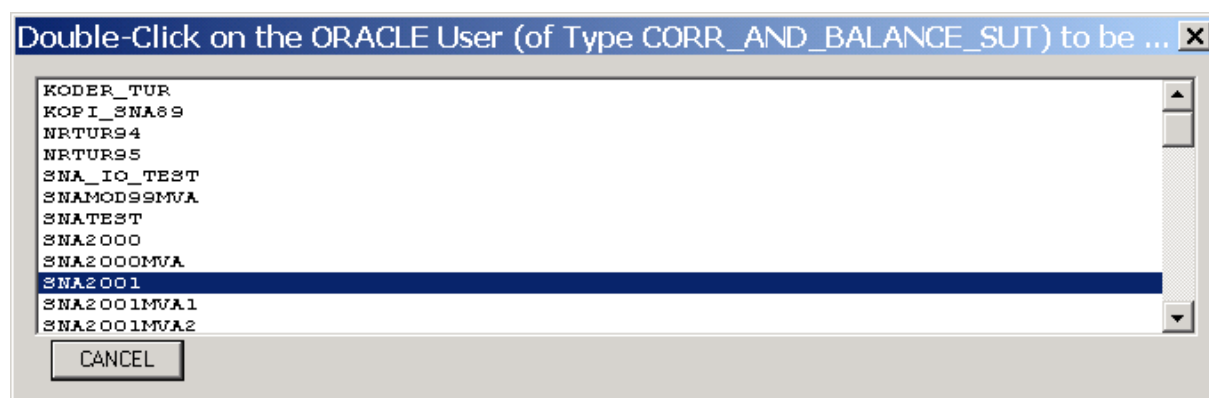 Double-Click on the ORACLE User (of Type CORR_AND_BALANCE_SUT) to be ...
KODER_TUR
KOPI_SNA89
NRTUR94
NRTUR95
SNA_IO_TEST
SNAMOD99MVA
SNATEST
SNA2000
SNA2000MVA
SNA2001
SNA2001MVA1
SNA2001MVA2
CANCEL